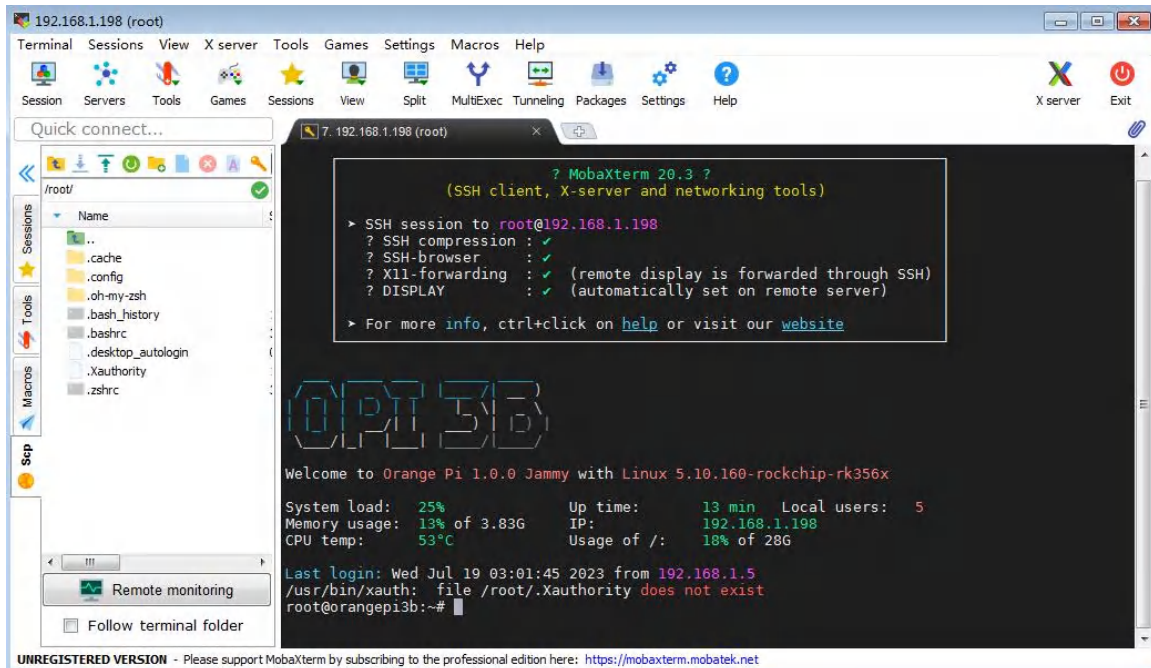 192.168.1.198 (root)
Terminal Sessions View X server Tools Games Settings Macros Help
Session Servers Tools Games Sessions View Split MultiExec Tunneling Packages Settings Help X server Exit
Quick connect...
7. 192.168.1.198 (root)
/root/
Name
..
.cache
.config
.oh-my-zsh
.bash_history
.bashrc
.desktop_autologin
.Xauthority
.zshrc
Sessions
Tools
Macros
Scp
Remote monitoring
Follow terminal folder
? MobaXterm 20.3 ?
(SSH client, X-server and networking tools)
➤ SSH session to root@192.168.1.198
? SSH compression : ✔
? SSH-browser : ✔
? X11-forwarding : ✔ (remote display is forwarded through SSH)
? DISPLAY : ✔ (automatically set on remote server)
➤ For more info, ctrl+click on help or visit our website
OPI 3B
Welcome to Orange Pi 1.0.0 Jammy with Linux 5.10.160-rockchip-rk356x
System load: 25% Up time: 13 min Local users: 5
Memory usage: 13% of 3.83G IP: 192.168.1.198
CPU temp: 53°C Usage of /: 18% of 28G
Last login: Wed Jul 19 03:01:45 2023 from 192.168.1.5
/usr/bin/xauth: file /root/.Xauthority does not exist
root@orangepi3b:~#
UNREGISTERED VERSION - Please support MobaXterm by subscribing to the professional edition here: https://mobaxterm.mobatek.net